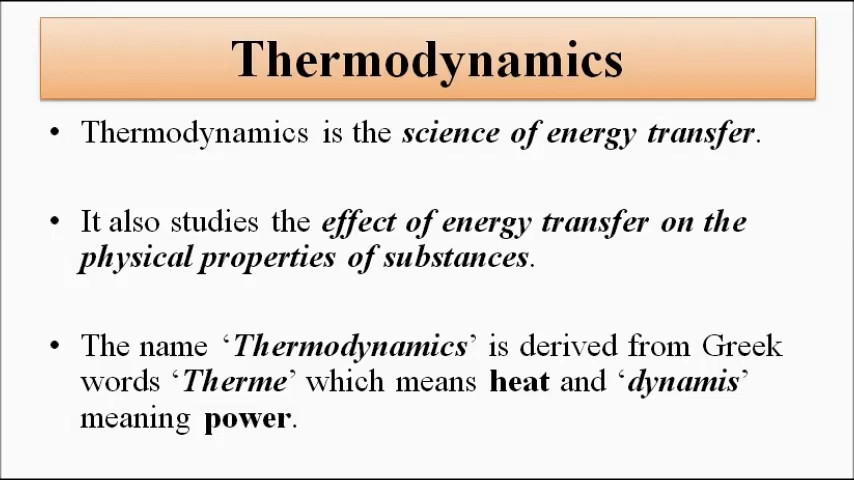 Thermodynamics
• Thermodynamics is the science of energy transfer.
• It also studies the effect of energy transfer on the
physical properties of substances.
• The name ‘Thermodynamics’ is derived from Greek
words ‘Therme’ which means heat and ‘dynamis’
meaning power.